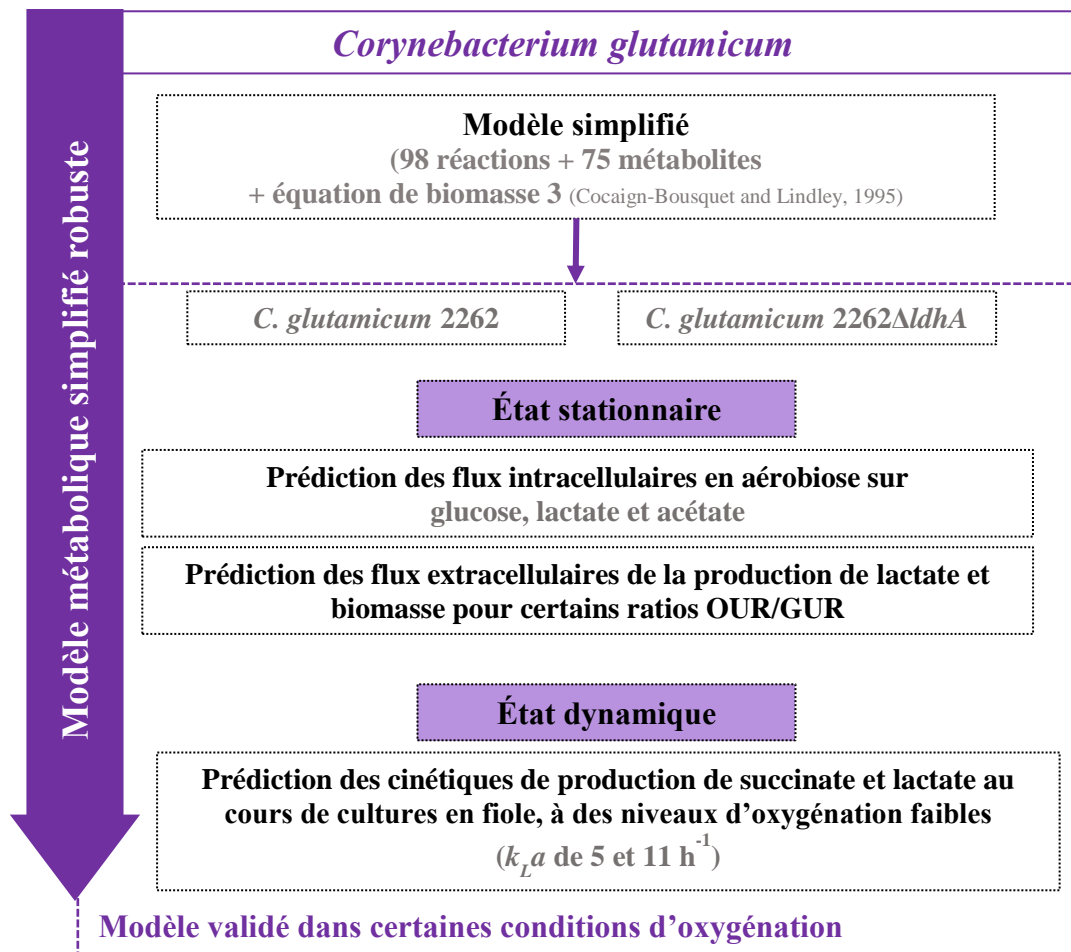 Corynebacterium glutamicum
Modèle métabolique simplifié robuste
Modèle simplifié
(98 réactions + 75 métabolites
+ équation de biomasse 3 (Cocaign-Bousquet and Lindley, 1995)
C. glutamicum 2262
C. glutamicum 2262ΔldhA
État stationnaire
Prédiction des flux intracellulaires en aérobiose sur
glucose, lactate et acétate
Prédiction des flux extracellulaires de la production de lactate et
biomasse pour certains ratios OUR/GUR
État dynamique
Prédiction des cinétiques de production de succinate et lactate au
cours de cultures en fiole, à des niveaux d’oxygénation faibles
(k_L a de 5 et 11 h⁻¹)
Modèle validé dans certaines conditions d’oxygénation